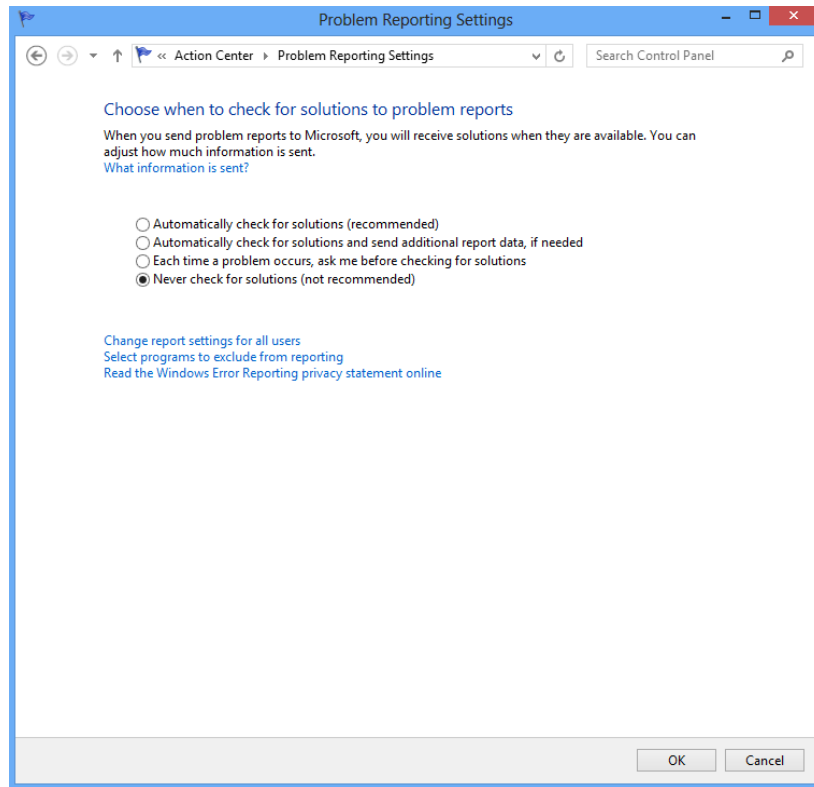 Problem Reporting Settings
« Action Center Problem Reporting Settings Search Control Panel
Choose when to check for solutions to problem reports
When you send problem reports to Microsoft, you will receive solutions when they are available. You can
adjust how much information is sent.
What information is sent?
Automatically check for solutions (recommended)
Automatically check for solutions and send additional report data, if needed
Each time a problem occurs, ask me before checking for solutions
Never check for solutions (not recommended)
Change report settings for all users
Select programs to exclude from reporting
Read the Windows Error Reporting privacy statement online
OK Cancel